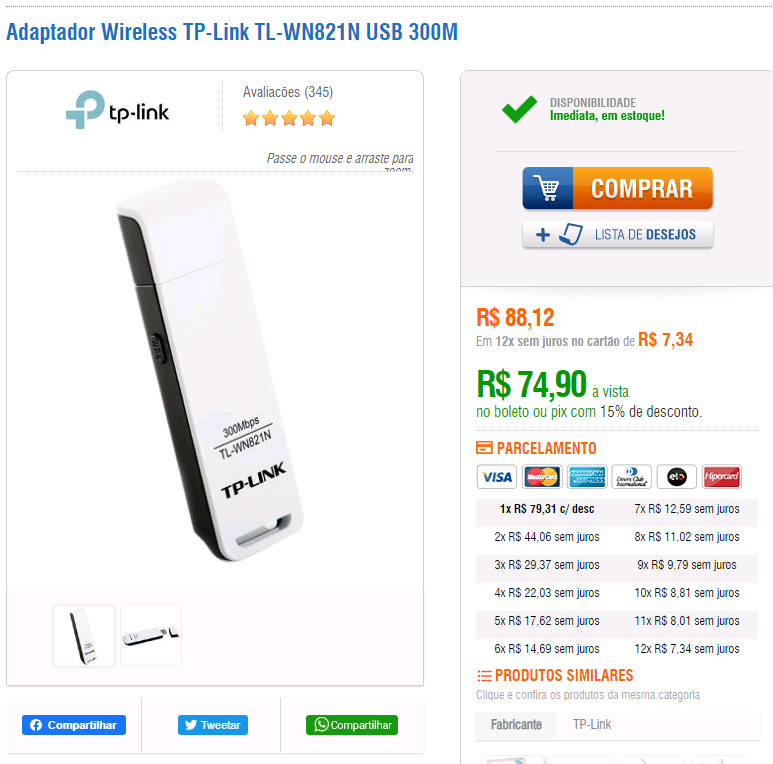 Adaptador Wireless TP-Link TL-WN821N USB 300M
tp-link
Avaliacões (345)
Passe o mouse e arraste para
zoom.
300Mbps
TL-WN821N
TP-LINK
Compartilhar
Tweetar
Compartilhar
DISPONIBILIDADE
Imediata, em estoque!
COMPRAR
LISTA DE DESEJOS
R$ 88,12
Em 12x sem juros no cartão de R$ 7,34
R$ 74,90 à vista
no boleto ou pix com 15% de desconto.
PARCELAMENTO
VISA MasterCard AMERICAN EXPRESS Diners Club International elo Hipercard
1x R$ 79,31 c/ desc 7x R$ 12,59 sem juros
2x R$ 44,06 sem juros 8x R$ 11,02 sem juros
3x R$ 29,37 sem juros 9x R$ 9,79 sem juros
4x R$ 22,03 sem juros 10x R$ 8,81 sem juros
5x R$ 17,62 sem juros 11x R$ 8,01 sem juros
6x R$ 14,69 sem juros 12x R$ 7,34 sem juros
PRODUTOS SIMILARES
Clique e confira os produtos da mesma categoria
Fabricante TP-Link